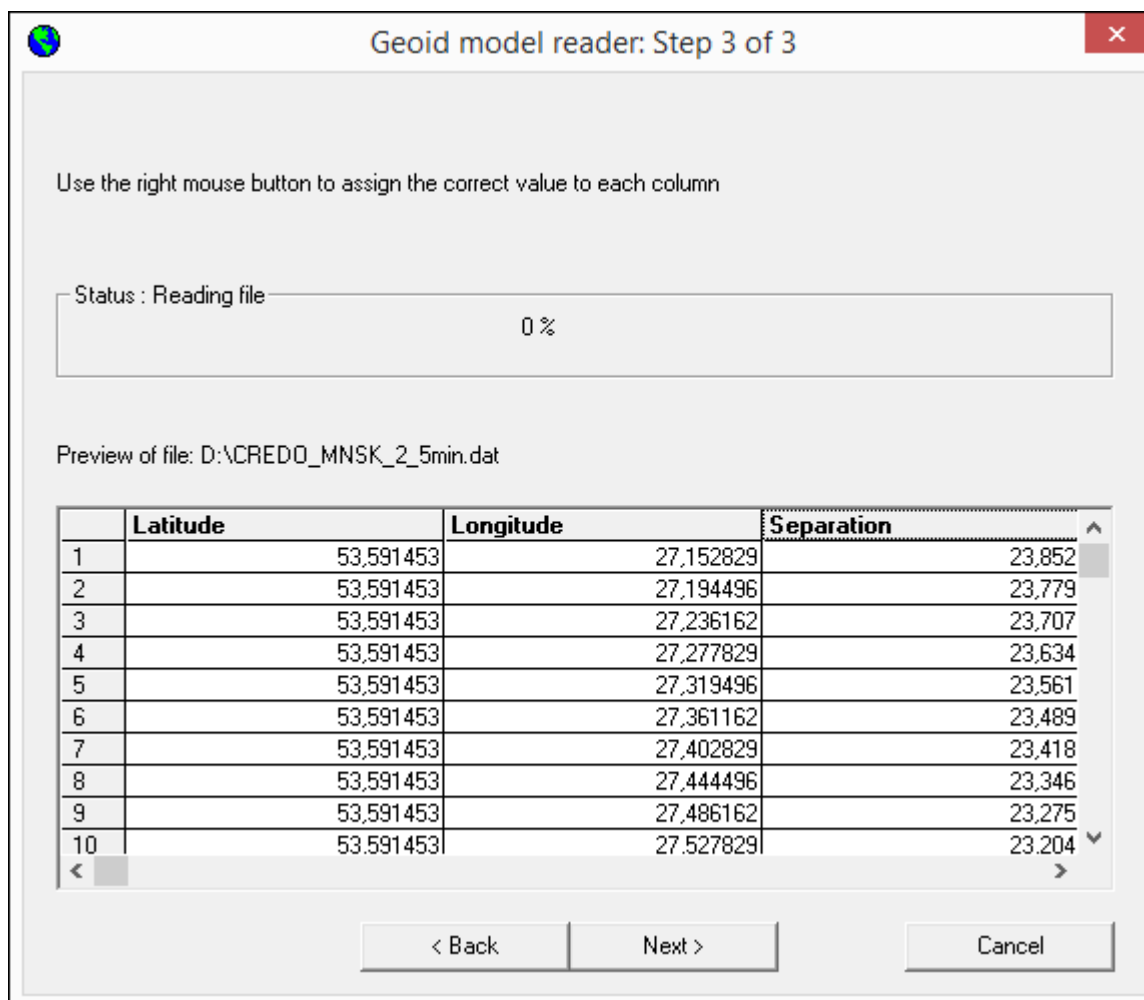 Geoid model reader: Step 3 of 3
Use the right mouse button to assign the correct value to each column
Status : Reading file
0 %
Preview of file: D:\CREDO_MNSK_2_5min.dat
Latitude Longitude Separation
1 53,591453 27,152829 23,852
2 53,591453 27,194496 23,779
3 53,591453 27,236162 23,707
4 53,591453 27,277829 23,634
5 53,591453 27,319496 23,561
6 53,591453 27,361162 23,489
7 53,591453 27,402829 23,418
8 53,591453 27,444496 23,346
9 53,591453 27,486162 23,275
10 53,591453 27,527829 23,204
< Back Next > Cancel